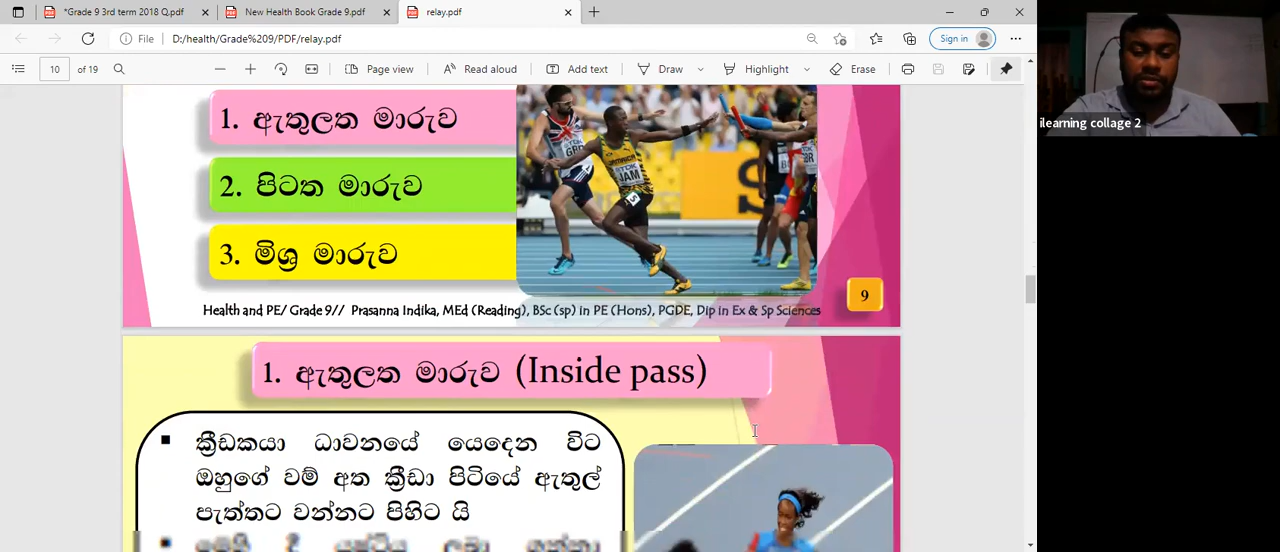 *Grade 9 3rd term 2018 Q.pdf
New Health Book Grade 9.pdf
relay.pdf
File
D:/health/Grade%209/PDF/relay.pdf
Sign in
10 of 19
Page view
Read aloud
Add text
Draw
Highlight
Erase
ilearning collage 2
1. ඇතුලත මාරුව
2. පිටත මාරුව
3. මිශ්‍ර මාරුව
JAM
GBR
9
Health and PE/ Grade 9// Prasanna Indika, MEd (Reading), BSc (sp) in PE (Hons), PGDE, Dip in Ex & Sp Sciences
1. ඇතුලත මාරුව (Inside pass)
▪ ක්‍රීඩකයා ධාවනයේ යෙදෙන විට
ඔහුගේ වම් අත ක්‍රීඩා පිටියේ ඇතුල්
පැත්තට වන්නට පිහිට යි